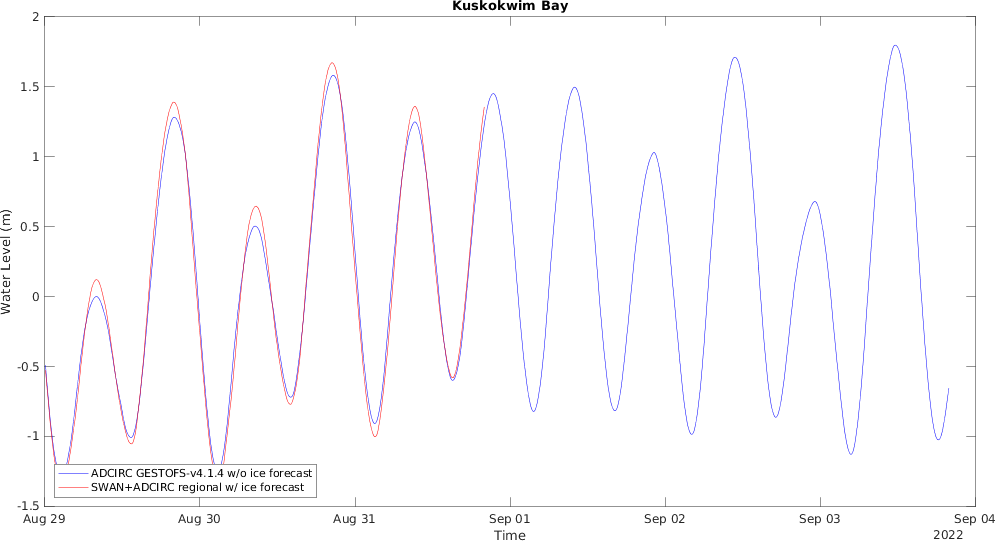 Kuskokwim Bay
Water Level (m)
2
1.5
1
0.5
0
-0.5
-1
-1.5
ADCIRC GESTOFS-v4.1.4 w/o ice forecast
SWAN+ADCIRC regional w/ ice forecast
Aug 29 Aug 30 Aug 31 Sep 01 Sep 02 Sep 03 Sep 04
Time
2022